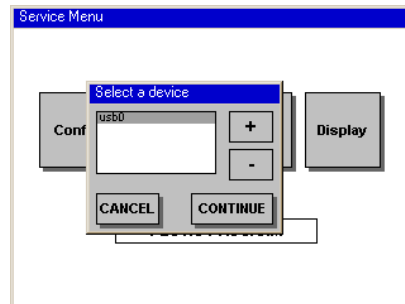 Service Menu
Select a device
usb0
+
Conf
Display
-
CANCEL
CONTINUE